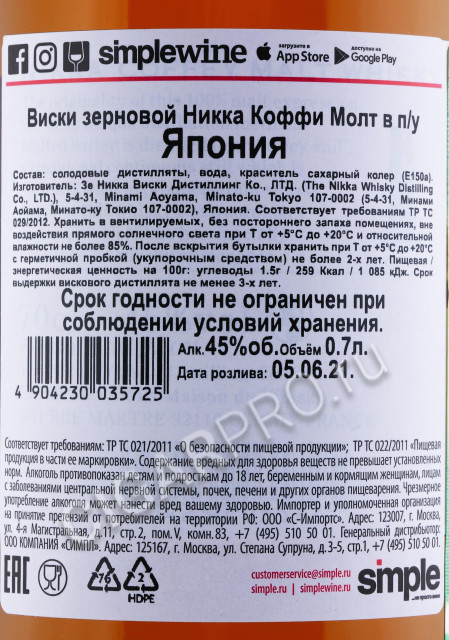 simplewine загрузите в App Store доступно на Google Play
Виски зерновой Никка Коффи Молт в п/у
Япония
Состав: солодовые дистилляты, вода, краситель сахарный колер (Е150а).
Изготовитель: Зе Никка Виски Дистиллинг Ко., ЛТД. (The Nikka Whisky Distilling
Co., LTD.), 5-4-31, Minami Aoyama, Minato-ku Tokyo 107-0002 (5-4-31, Минами
Аойама, Минато-ку Токио 107-0002), Япония. Соответствует требованиям ТР ТС
029/2012. Хранить в вентилируемых, без постороннего запаха помещениях, вне
воздействия прямого солнечного света при Т от +5°С до +20°С и относительной
влажности не более 85%. После вскрытия бутылки хранить при Т от +5°С до +20°С
с герметичной пробкой (укупорочным средством) не более 2-х лет. Пищевая /
энергетическая ценность на 100г: углеводы 1.5г / 259 Ккал / 1 085 кДж. Срок
выдержки вискового дистиллята не менее 3-х лет.
Срок годности не ограничен при
соблюдении условий хранения.
Алк.45%об.Объём 0.7л.
Дата розлива: 05.06.21.
4 904230 035725
Соответствует требованиям: ТР ТС 021/2011 «О безопасности пищевой продукции»; ТР ТС 022/2011 «Пищевая
продукция в части ее маркировки». Содержание вредных для здоровья веществ не превышает установленных
норм. Алкоголь противопоказан детям и подросткам до 18 лет, беременным и кормящим женщинам, лицам
с заболеваниями центральной нервной системы, почек, печени и других органов пищеварения. Чрезмерное
употребление алкоголя может нанести вред вашему здоровью. Импортер и уполномоченная организация
на принятие претензий от потребителей на территории РФ: ООО «С-Импортс». Адрес: 123007, г. Москва,
ул. 4-я Магистральная, д.11, стр.2, пом.V, комн.83, +7 (495) 510 50 01. Генеральный дистрибьютор:
ООО КОМПАНИЯ «СИМПЛ». Адрес: 125167, г. Москва, ул. Степана Супруна, д.3-5, стр.1, +7 (495) 510 50 01.
EAC 76 2 HDPE
customerservice@simple.ru
simple.ru | simplewine.ru
simple
CIGARPRO.ru